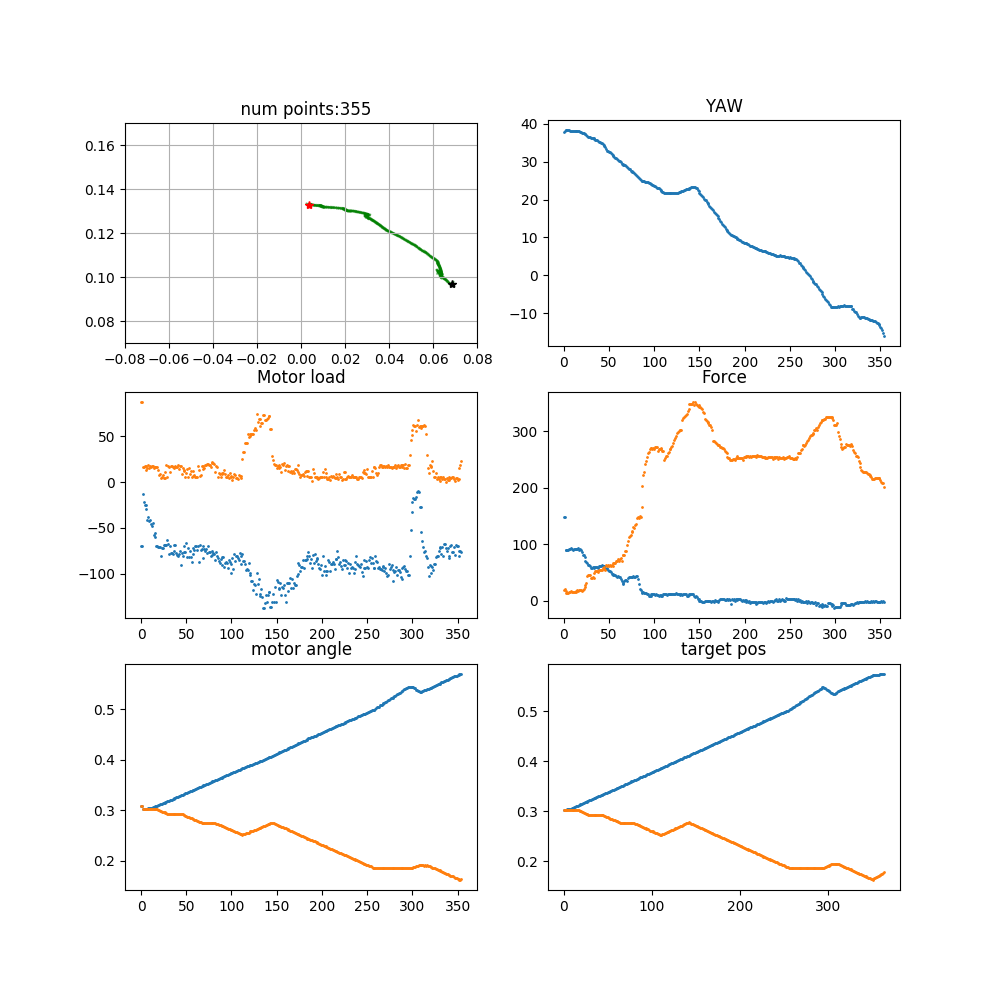 num points:355
0.16
0.14
0.12
0.10
0.08
−0.08 −0.06 −0.04 −0.02 0.00 0.02 0.04 0.06 0.08
YAW
40
30
20
10
0
−10
0 50 100 150 200 250 300 350
Motor load
50
0
−50
−100
0 50 100 150 200 250 300 350
Force
300
200
100
0
0 50 100 150 200 250 300 350
motor angle
0.5
0.4
0.3
0.2
0 50 100 150 200 250 300 350
target pos
0.5
0.4
0.3
0.2
0 100 200 300